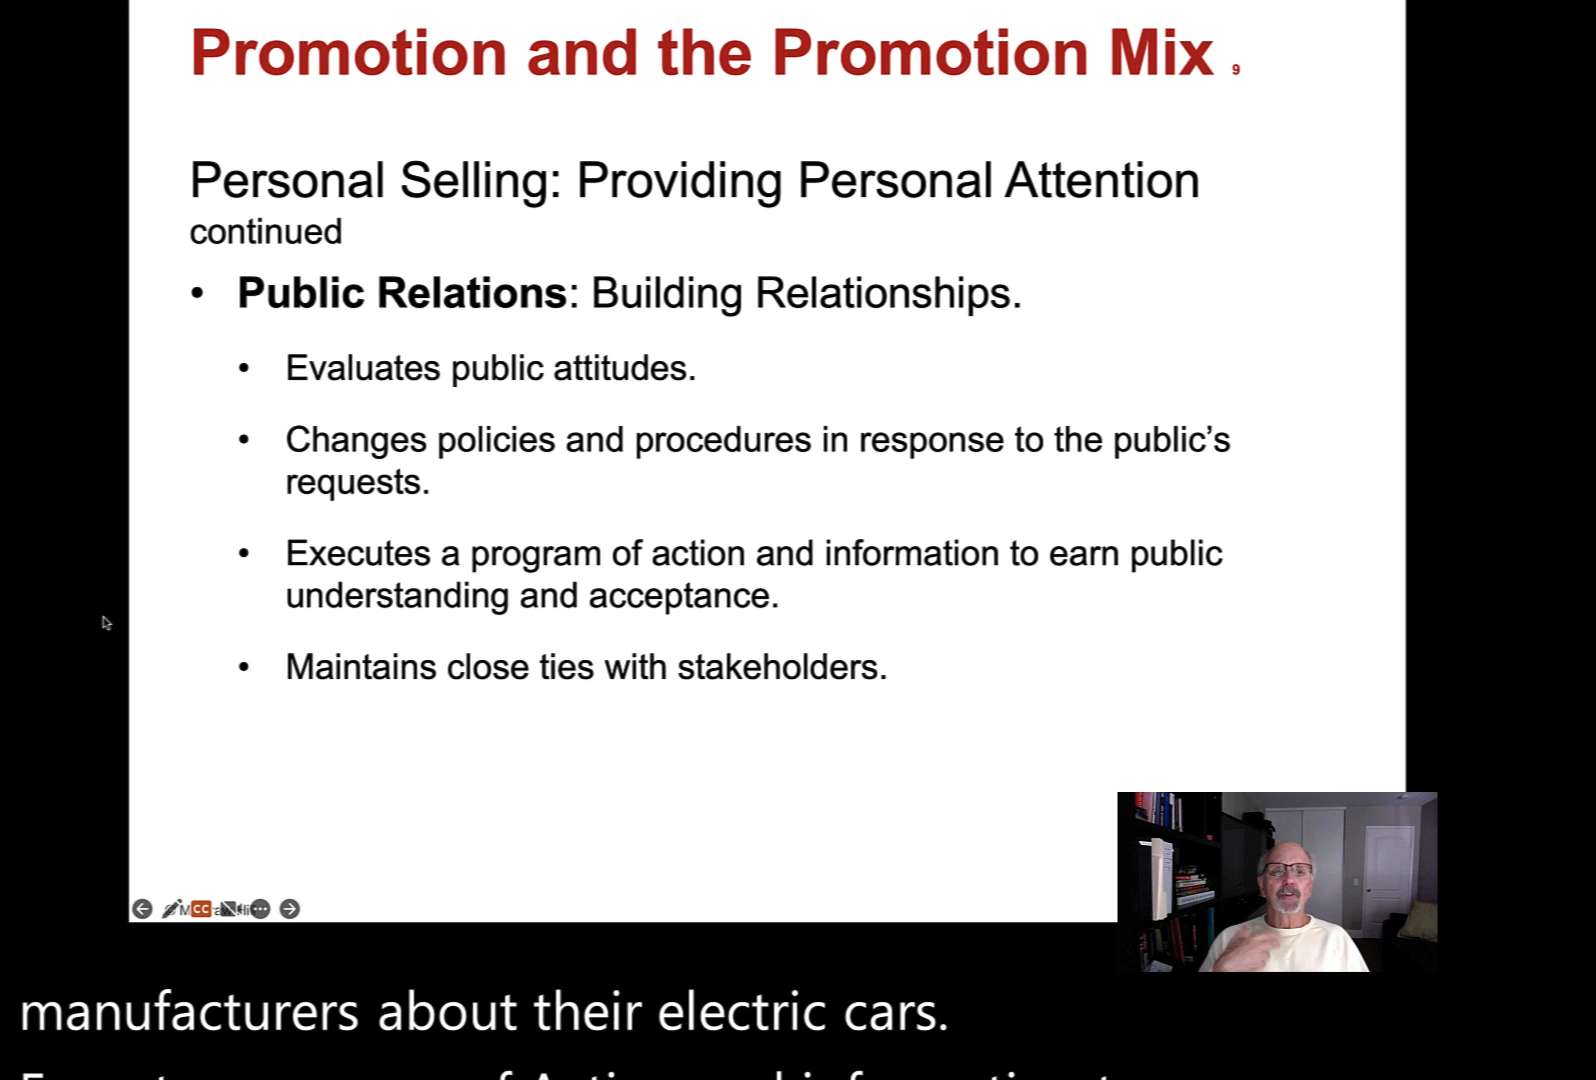 Promotion and the Promotion Mix 9
Personal Selling: Providing Personal Attention
continued
• Public Relations: Building Relationships.
• Evaluates public attitudes.
• Changes policies and procedures in response to the public's
requests.
• Executes a program of action and information to earn public
understanding and acceptance.
• Maintains close ties with stakeholders.
CC
manufacturers about their electric cars.